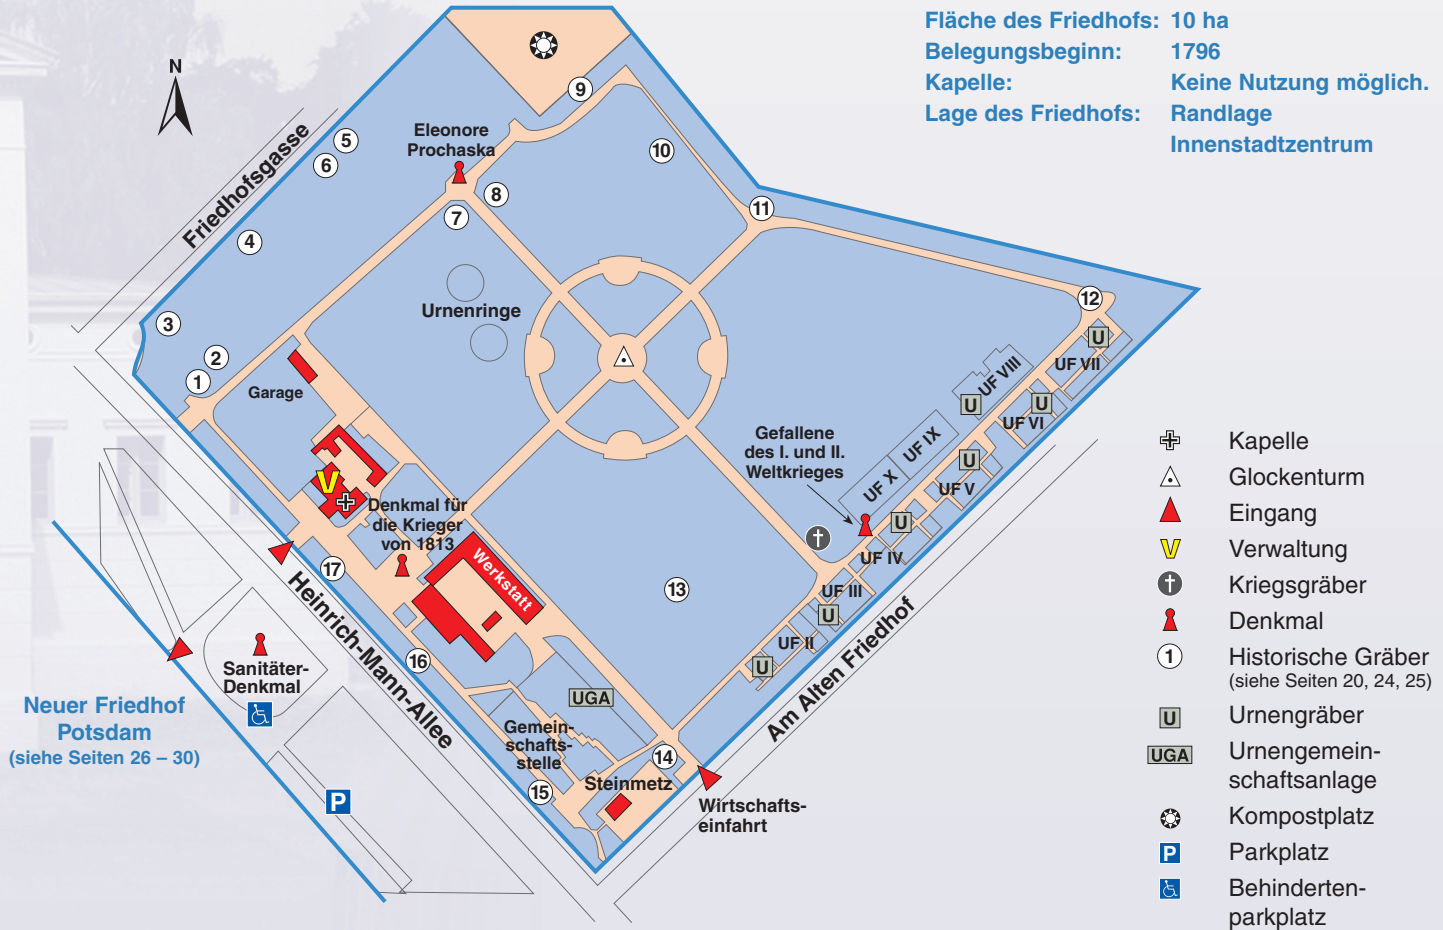 Fläche des Friedhofs: 10 ha
Belegungsbeginn: 1796
Kapelle: Keine Nutzung möglich.
Lage des Friedhofs: Randlage
Innenstadtzentrum
N
Friedhofsgasse
Eleonore
Prochaska
9
5
6
10
8
7
11
4
3
2
1
12
Urnenringe
Garage
U
UF VII
UF VIII
U
U
UF VI
UF IX
UF X
U
UF V
Gefallene
des I. und II.
Weltkrieges
U
UF IV
UF III
U
UF II
U
V
Denkmal für
die Krieger
von 1813
Werkstatt
17
13
16
Heinrich-Mann-Allee
Am Alten Friedhof
Sanitäter-
Denkmal
Neuer Friedhof
Potsdam
(siehe Seiten 26 – 30)
P
UGA
Gemein-
schafts-
stelle
14
15
Steinmetz
Wirtschafts-
einfahrt
Kapelle
Glockenturm
Eingang
V Verwaltung
Kriegsgräber
Denkmal
1 Historische Gräber
(siehe Seiten 20, 24, 25)
U Urnengräber
UGA Urnengemein-
schaftsanlage
Kompostplatz
P Parkplatz
Behinderten-
parkplatz